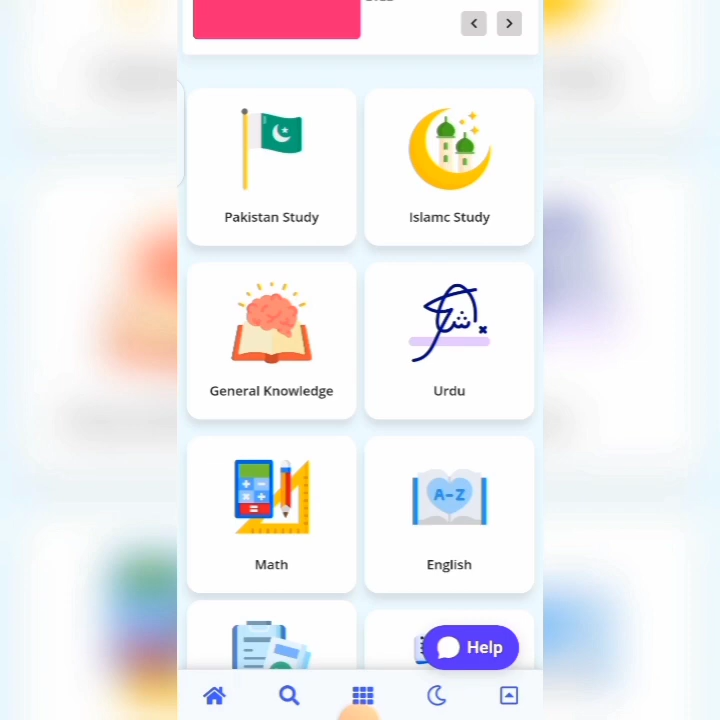 Pakistan Study
Islamc Study
General Knowledge
Urdu
A-Z
Math
English
Help